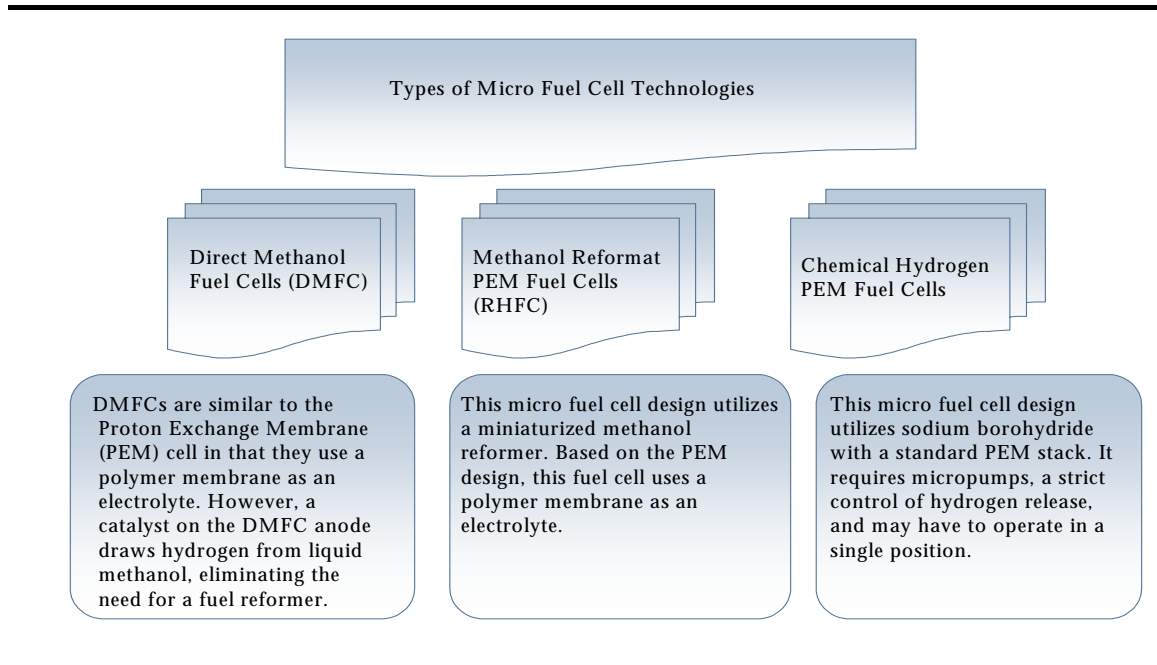 Types of Micro Fuel Cell Technologies
Direct Methanol
Fuel Cells (DMFC)
Methanol Reformat
PEM Fuel Cells
(RHFC)
Chemical Hydrogen
PEM Fuel Cells
DMFCs are similar to the
Proton Exchange Membrane
(PEM) cell in that they use a
polymer membrane as an
electrolyte. However, a
catalyst on the DMFC anode
draws hydrogen from liquid
methanol, eliminating the
need for a fuel reformer.
This micro fuel cell design utilizes
a miniaturized methanol
reformer. Based on the PEM
design, this fuel cell uses a
polymer membrane as an
electrolyte.
This micro fuel cell design
utilizes sodium borohydride
with a standard PEM stack. It
requires micropumps, a strict
control of hydrogen release,
and may have to operate in a
single position.